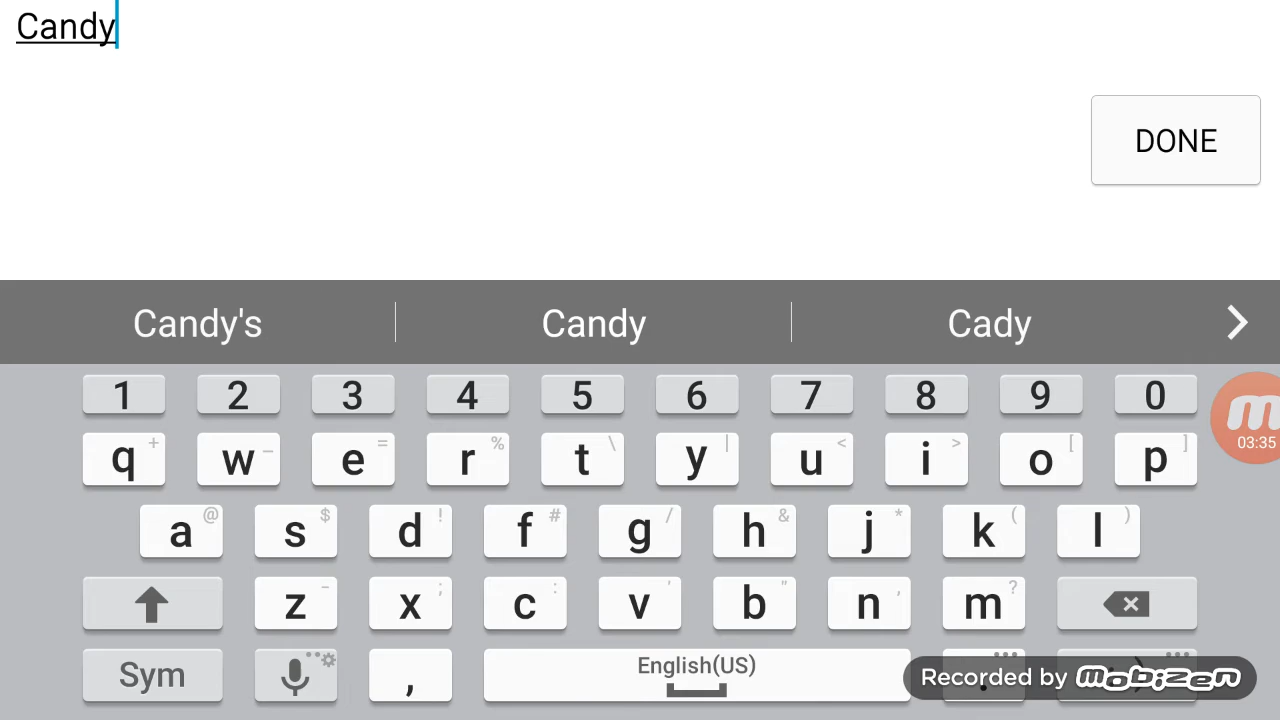 Candy
DONE
Candy's Candy Cady
1 2 3 4 5 6 7 8 9 0
q + w - e = r % t \ y | u < i > o [ p ]
03:35
a @ s $ d ! f # g / h & j * k ( l )
z - x ; c : v ' b " n , m ?
Sym , English(US)
Recorded by mobizen